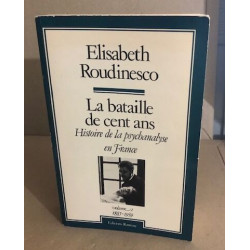 Elisabeth
Roudinesco
La bataille
de cent ans
Histoire de la psychanalyse
en France